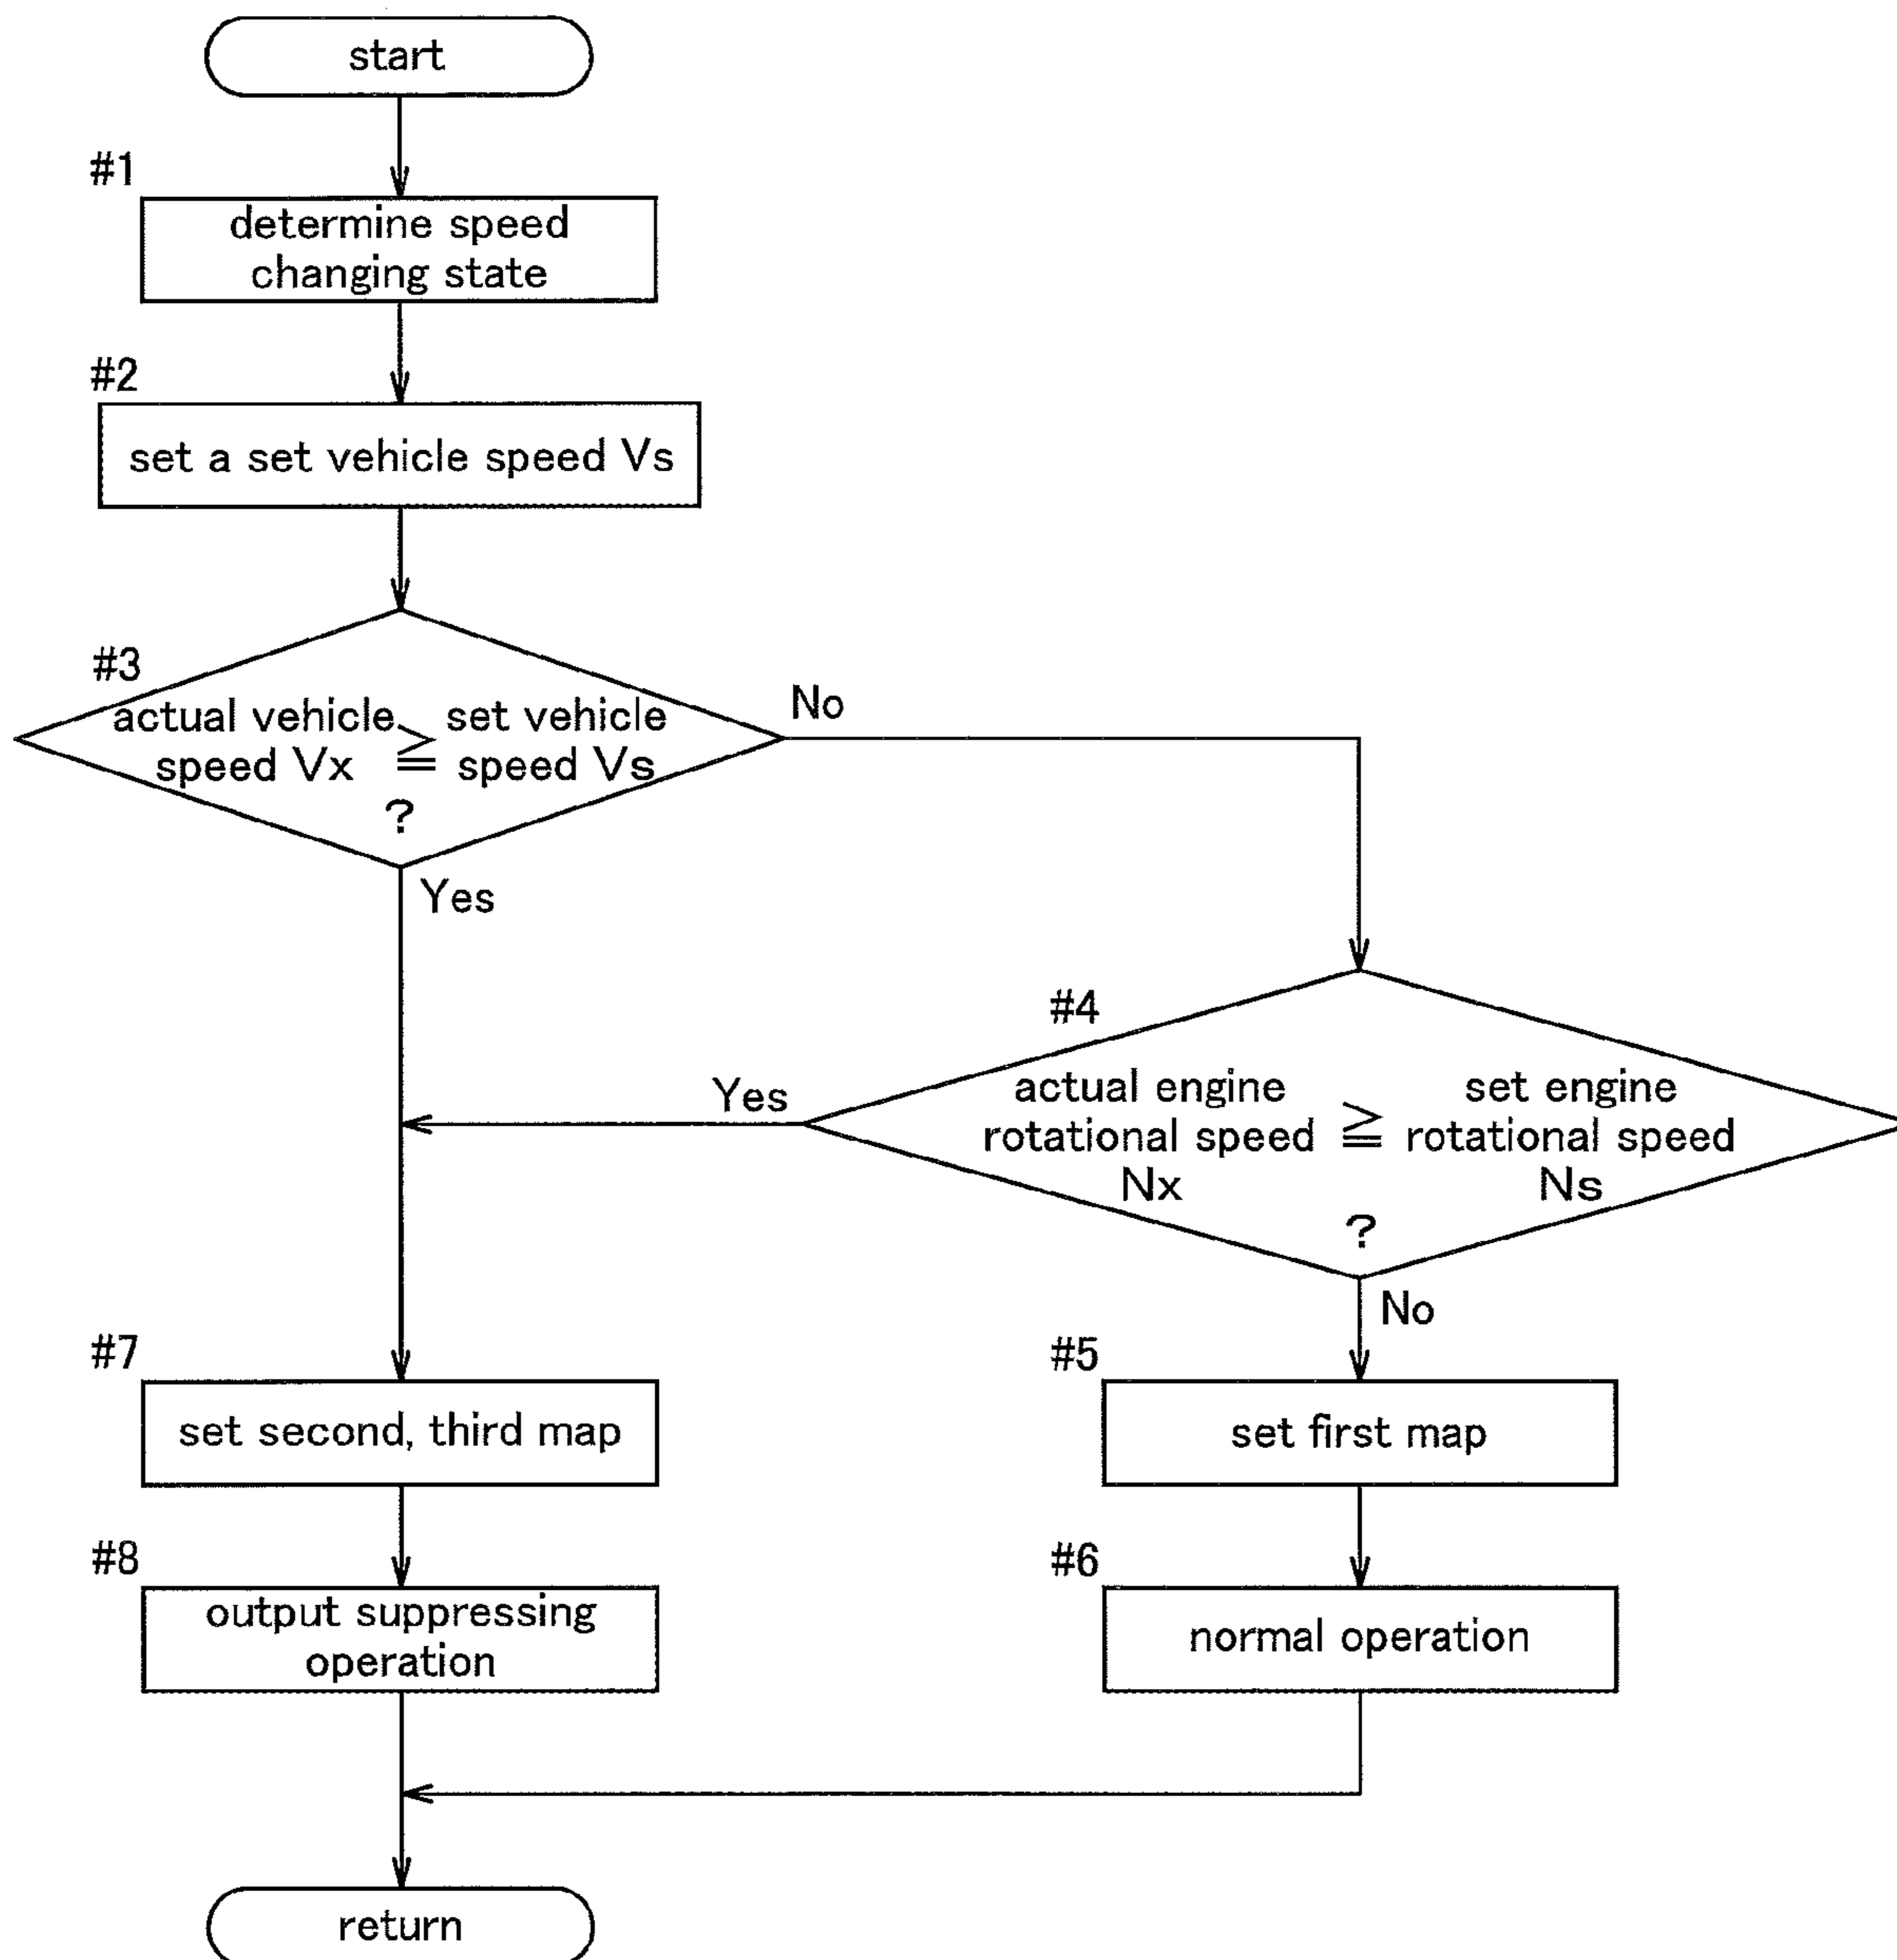 start
#1
determine speed
changing state
#2
set a set vehicle speed Vs
#3
actual vehicle ≧ set vehicle
speed Vx speed Vs
?
No
Yes
#4
Yes
actual engine set engine
rotational speed ≧ rotational speed
Nx Ns
?
No
#7
set second, third map
#5
set first map
#8
output suppressing
operation
#6
normal operation
return